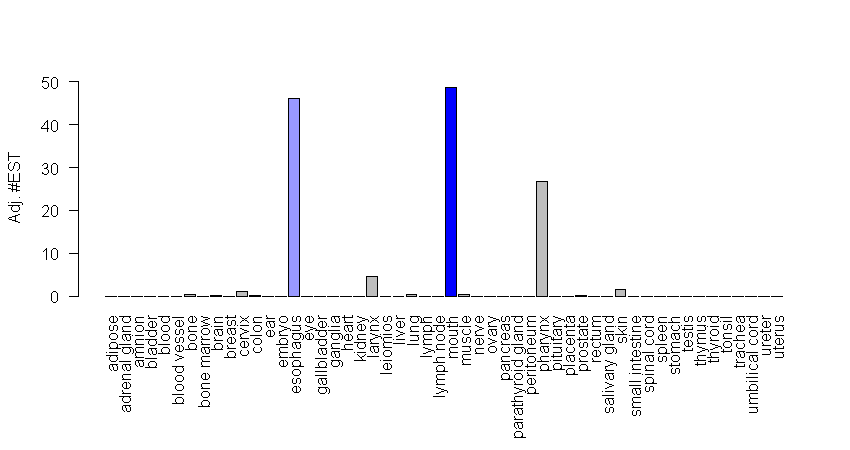 Adj. #EST
50
40
30
20
10
0
adipose
adrenal gland
amnion
bladder
blood
blood vessel
bone
bone marrow
brain
breast
cervix
colon
ear
embryo
esophagus
eye
gallbladder
ganglia
heart
kidney
larynx
leiomios
liver
lung
lymph
lymph node
mouth
muscle
nerve
ovary
pancreas
parathyroid gland
peritoneum
pharynx
pituitary
placenta
prostate
rectum
salivary gland
skin
small intestine
spinal cord
spleen
stomach
testis
thymus
thyroid
tonsil
trachea
umbilical cord
ureter
uterus